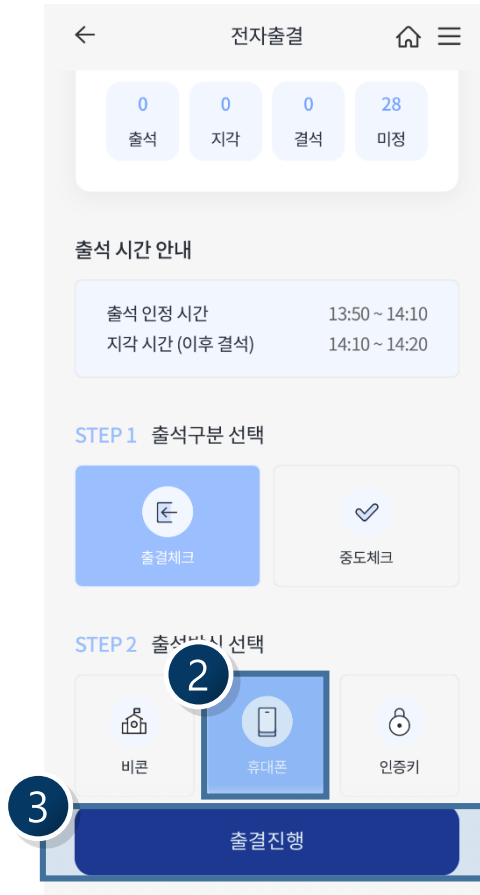 전자출결
0 0 0 28
출석 지각 결석 미정
출석 시간 안내
출석 인정 시간 13:50 ~ 14:10
지각 시간 (이후 결석) 14:10 ~ 14:20
STEP 1 출석구분 선택
출결체크 중도체크
STEP 2 출석방식 선택
2
비콘 휴대폰 인증키
3
출결진행